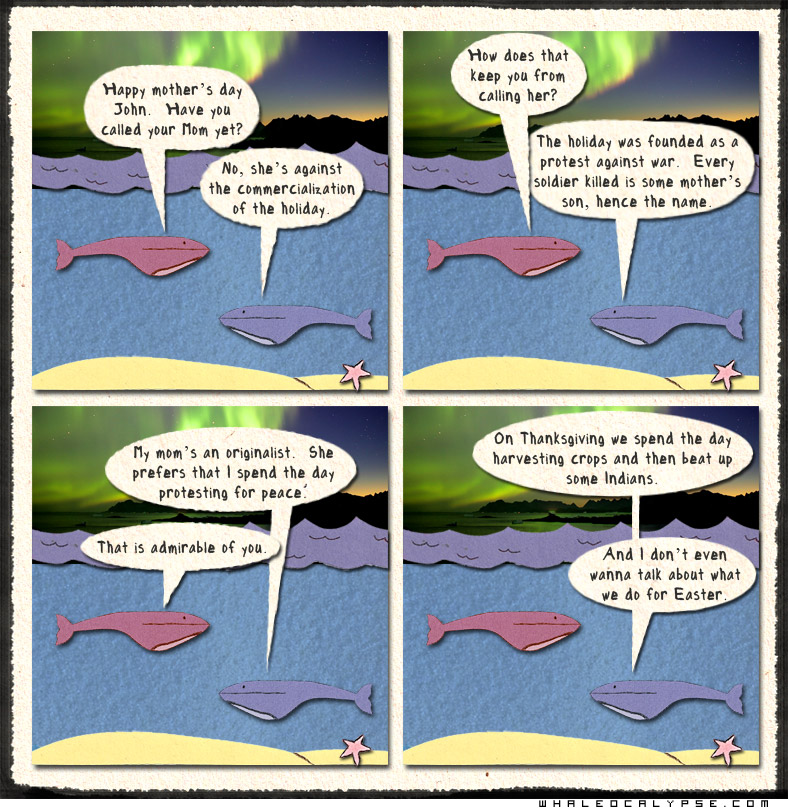 Happy mother's day
John. Have you
called your Mom yet?
No, she's against
the commercialization
of the holiday.
How does that
keep you from
calling her?
The holiday was founded as a
protest against war. Every
soldier killed is some mother's
son, hence the name.
My mom's an originalist. She
prefers that I spend the day
protesting for peace.
That is admirable of you.
On Thanksgiving we spend the day
harvesting crops and then beat up
some Indians.
And I don't even
wanna talk about what
we do for Easter.
WHALEOCALYPSE.COM